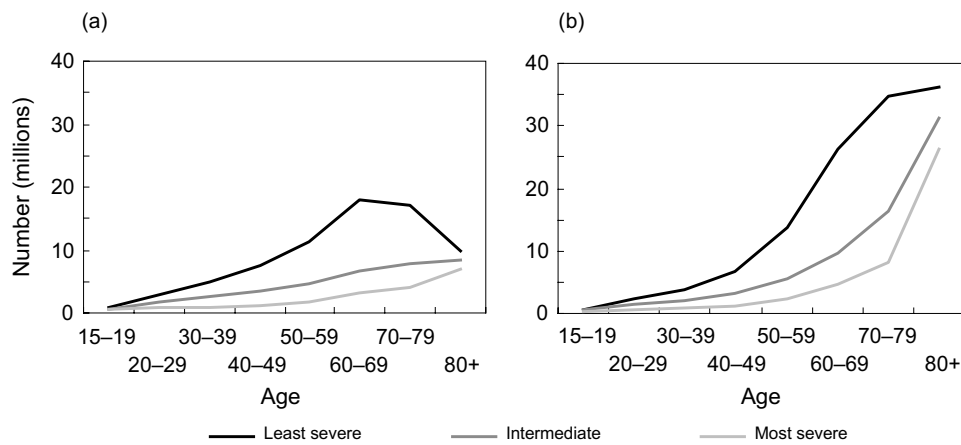 (a) (b)
40 40
30 30
20 20
10 10
0 0
Number (millions)
15–19 30–39 50–59 70–79 15–19 30–39 50–59 70–79
20–29 40–49 60–69 80+ 20–29 40–49 60–69 80+
Age Age
Least severe Intermediate Most severe